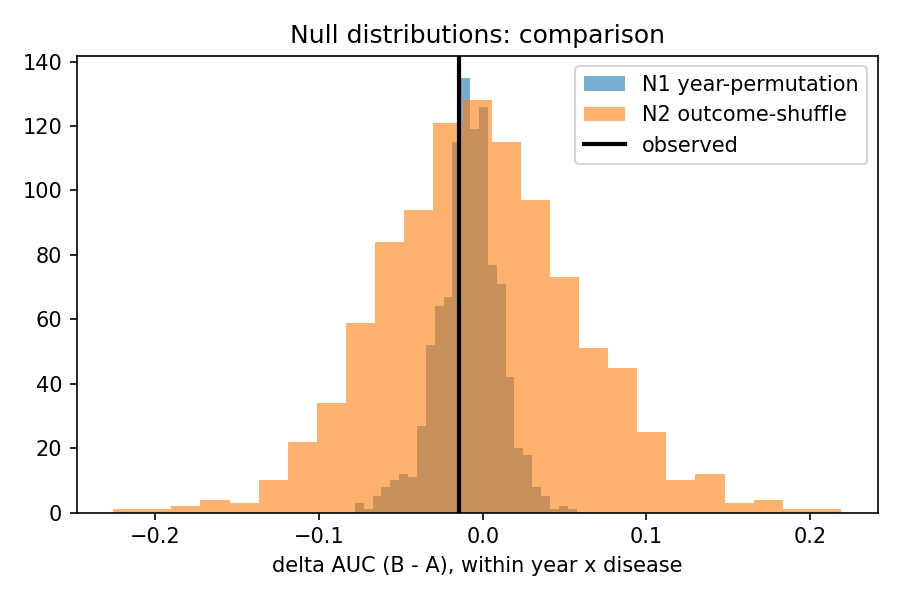 Null distributions: comparison
140
120
100
80
60
40
20
0
N1 year-permutation
N2 outcome-shuffle
observed
−0.2
−0.1
0.0
0.1
0.2
delta AUC (B - A), within year x disease